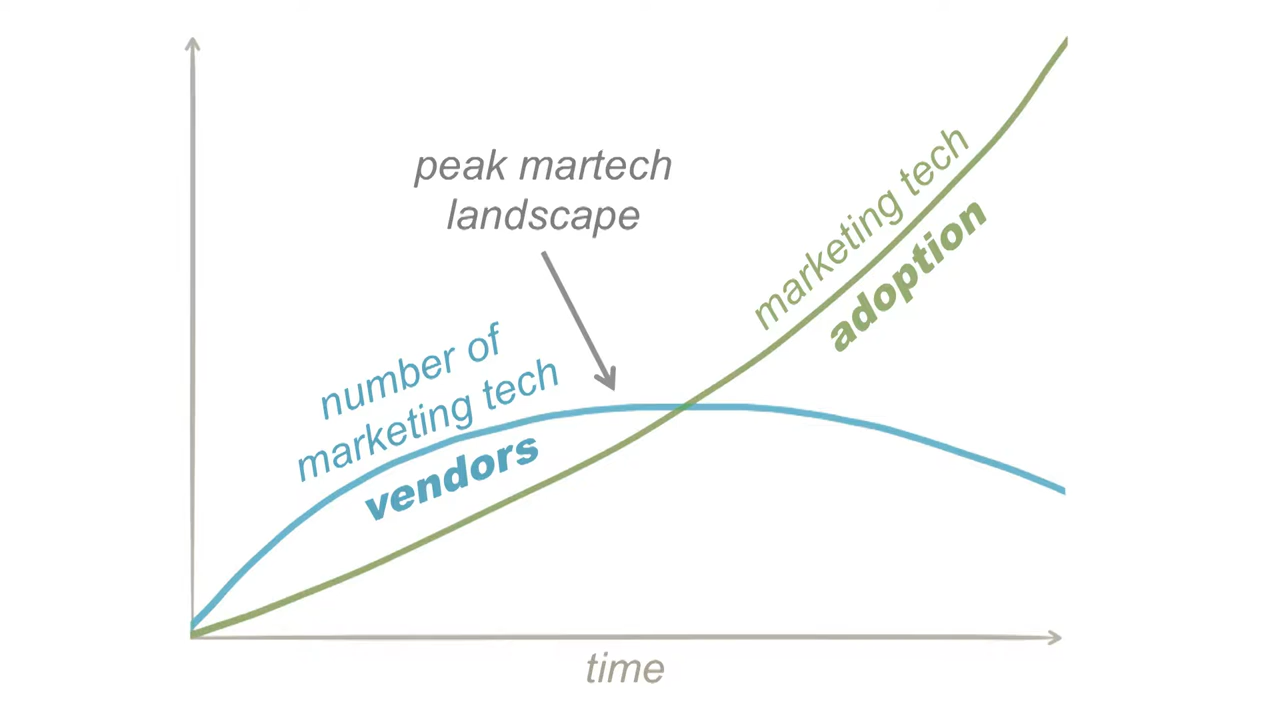 peak martech
landscape
number of
marketing tech
vendors
marketing tech
adoption
time